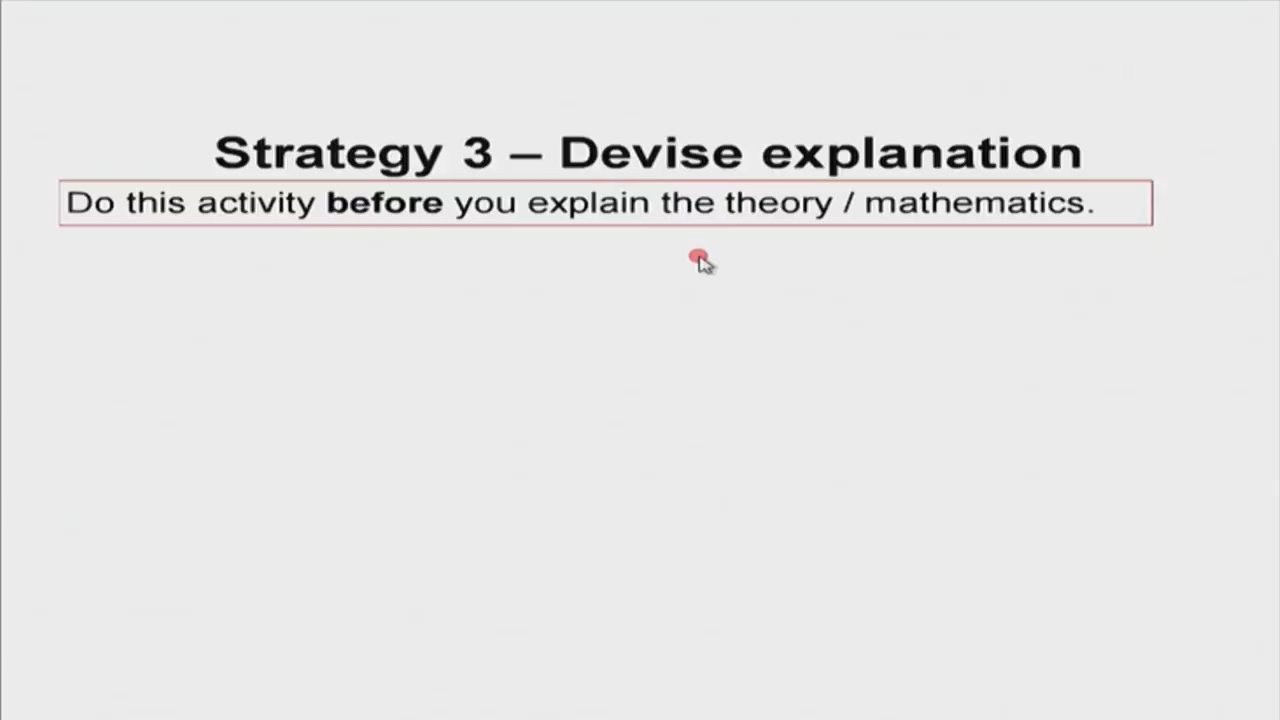 Strategy 3 – Devise explanation
Do this activity before you explain the theory / mathematics.